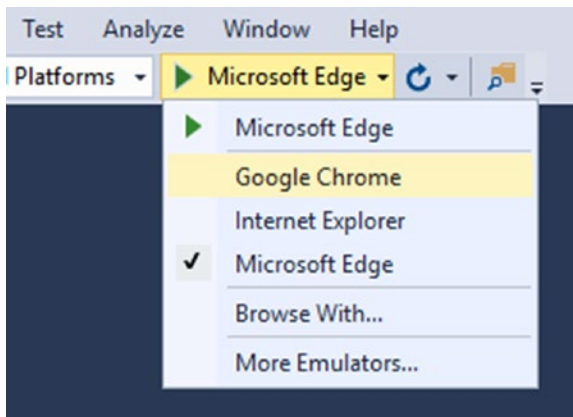 Test Analyze Window Help
Platforms Microsoft Edge
Microsoft Edge
Google Chrome
Internet Explorer
Microsoft Edge
Browse With...
More Emulators...